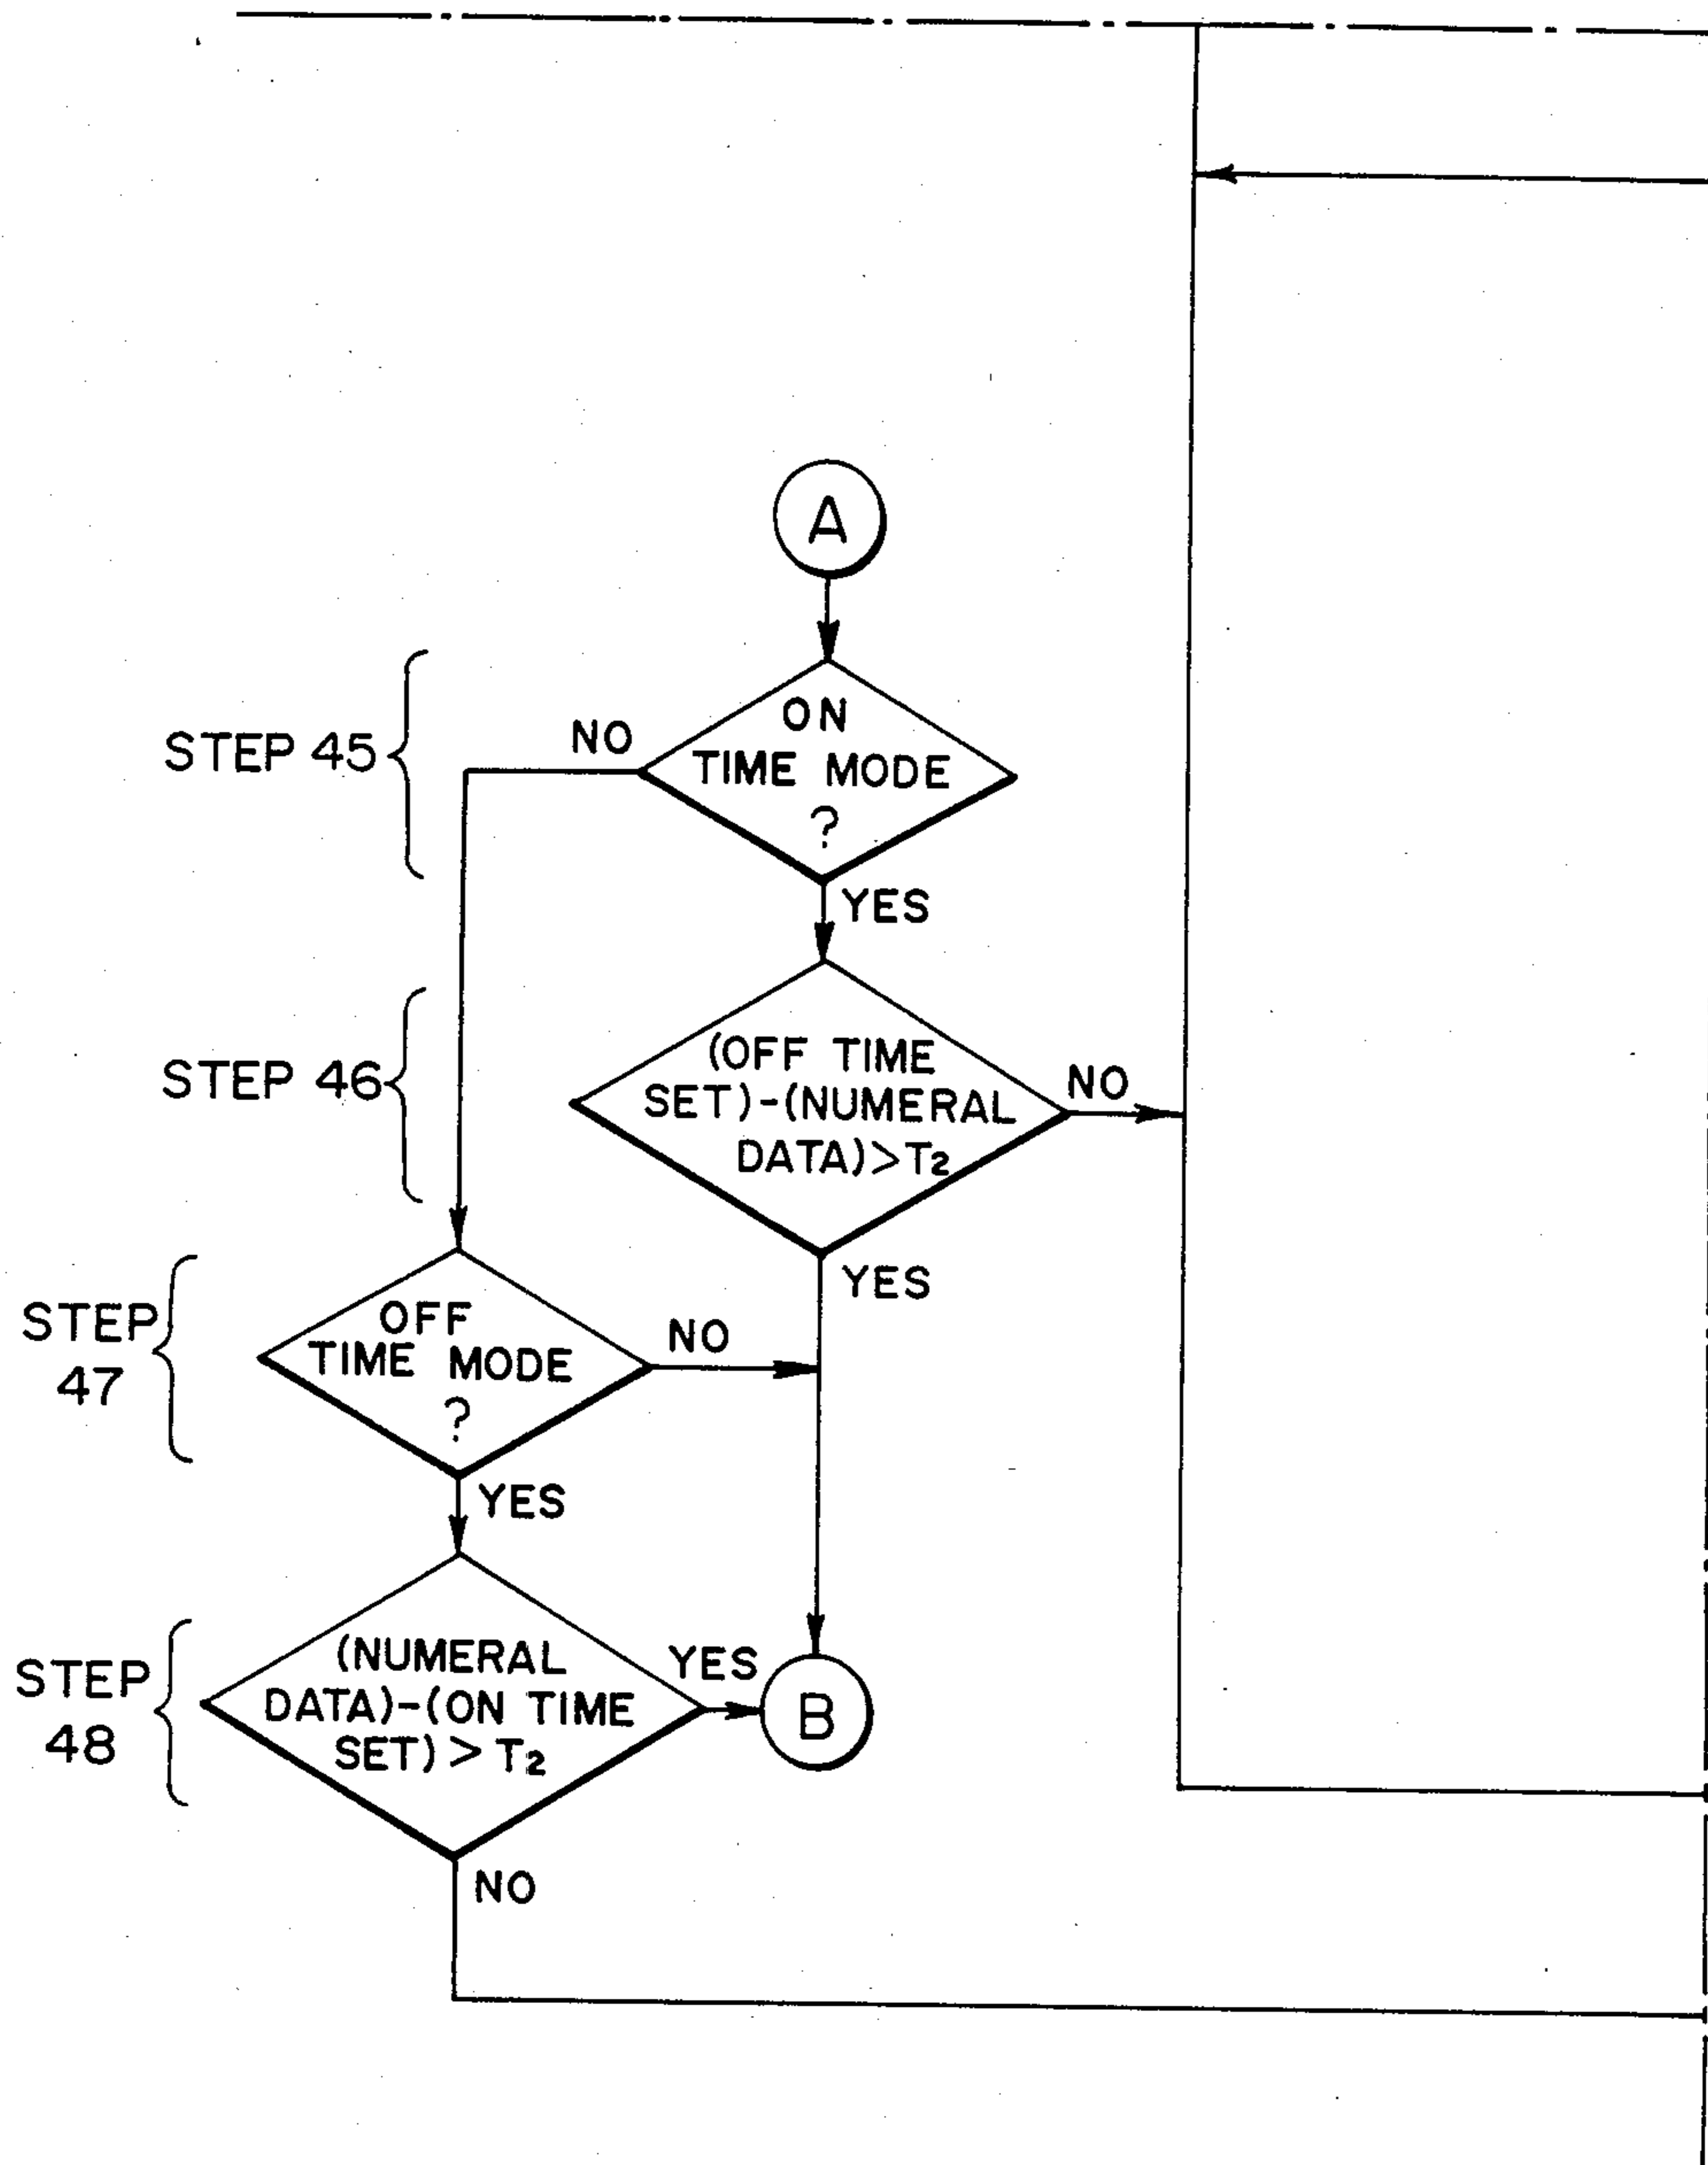 A
STEP 45
NO
ON
TIME MODE
?
YES
STEP 46
(OFF TIME
SET)-(NUMERAL
DATA)>T2
NO
YES
STEP
47
OFF
TIME MODE
?
NO
YES
STEP
48
(NUMERAL
DATA)-(ON TIME
SET)>T2
YES
B
NO